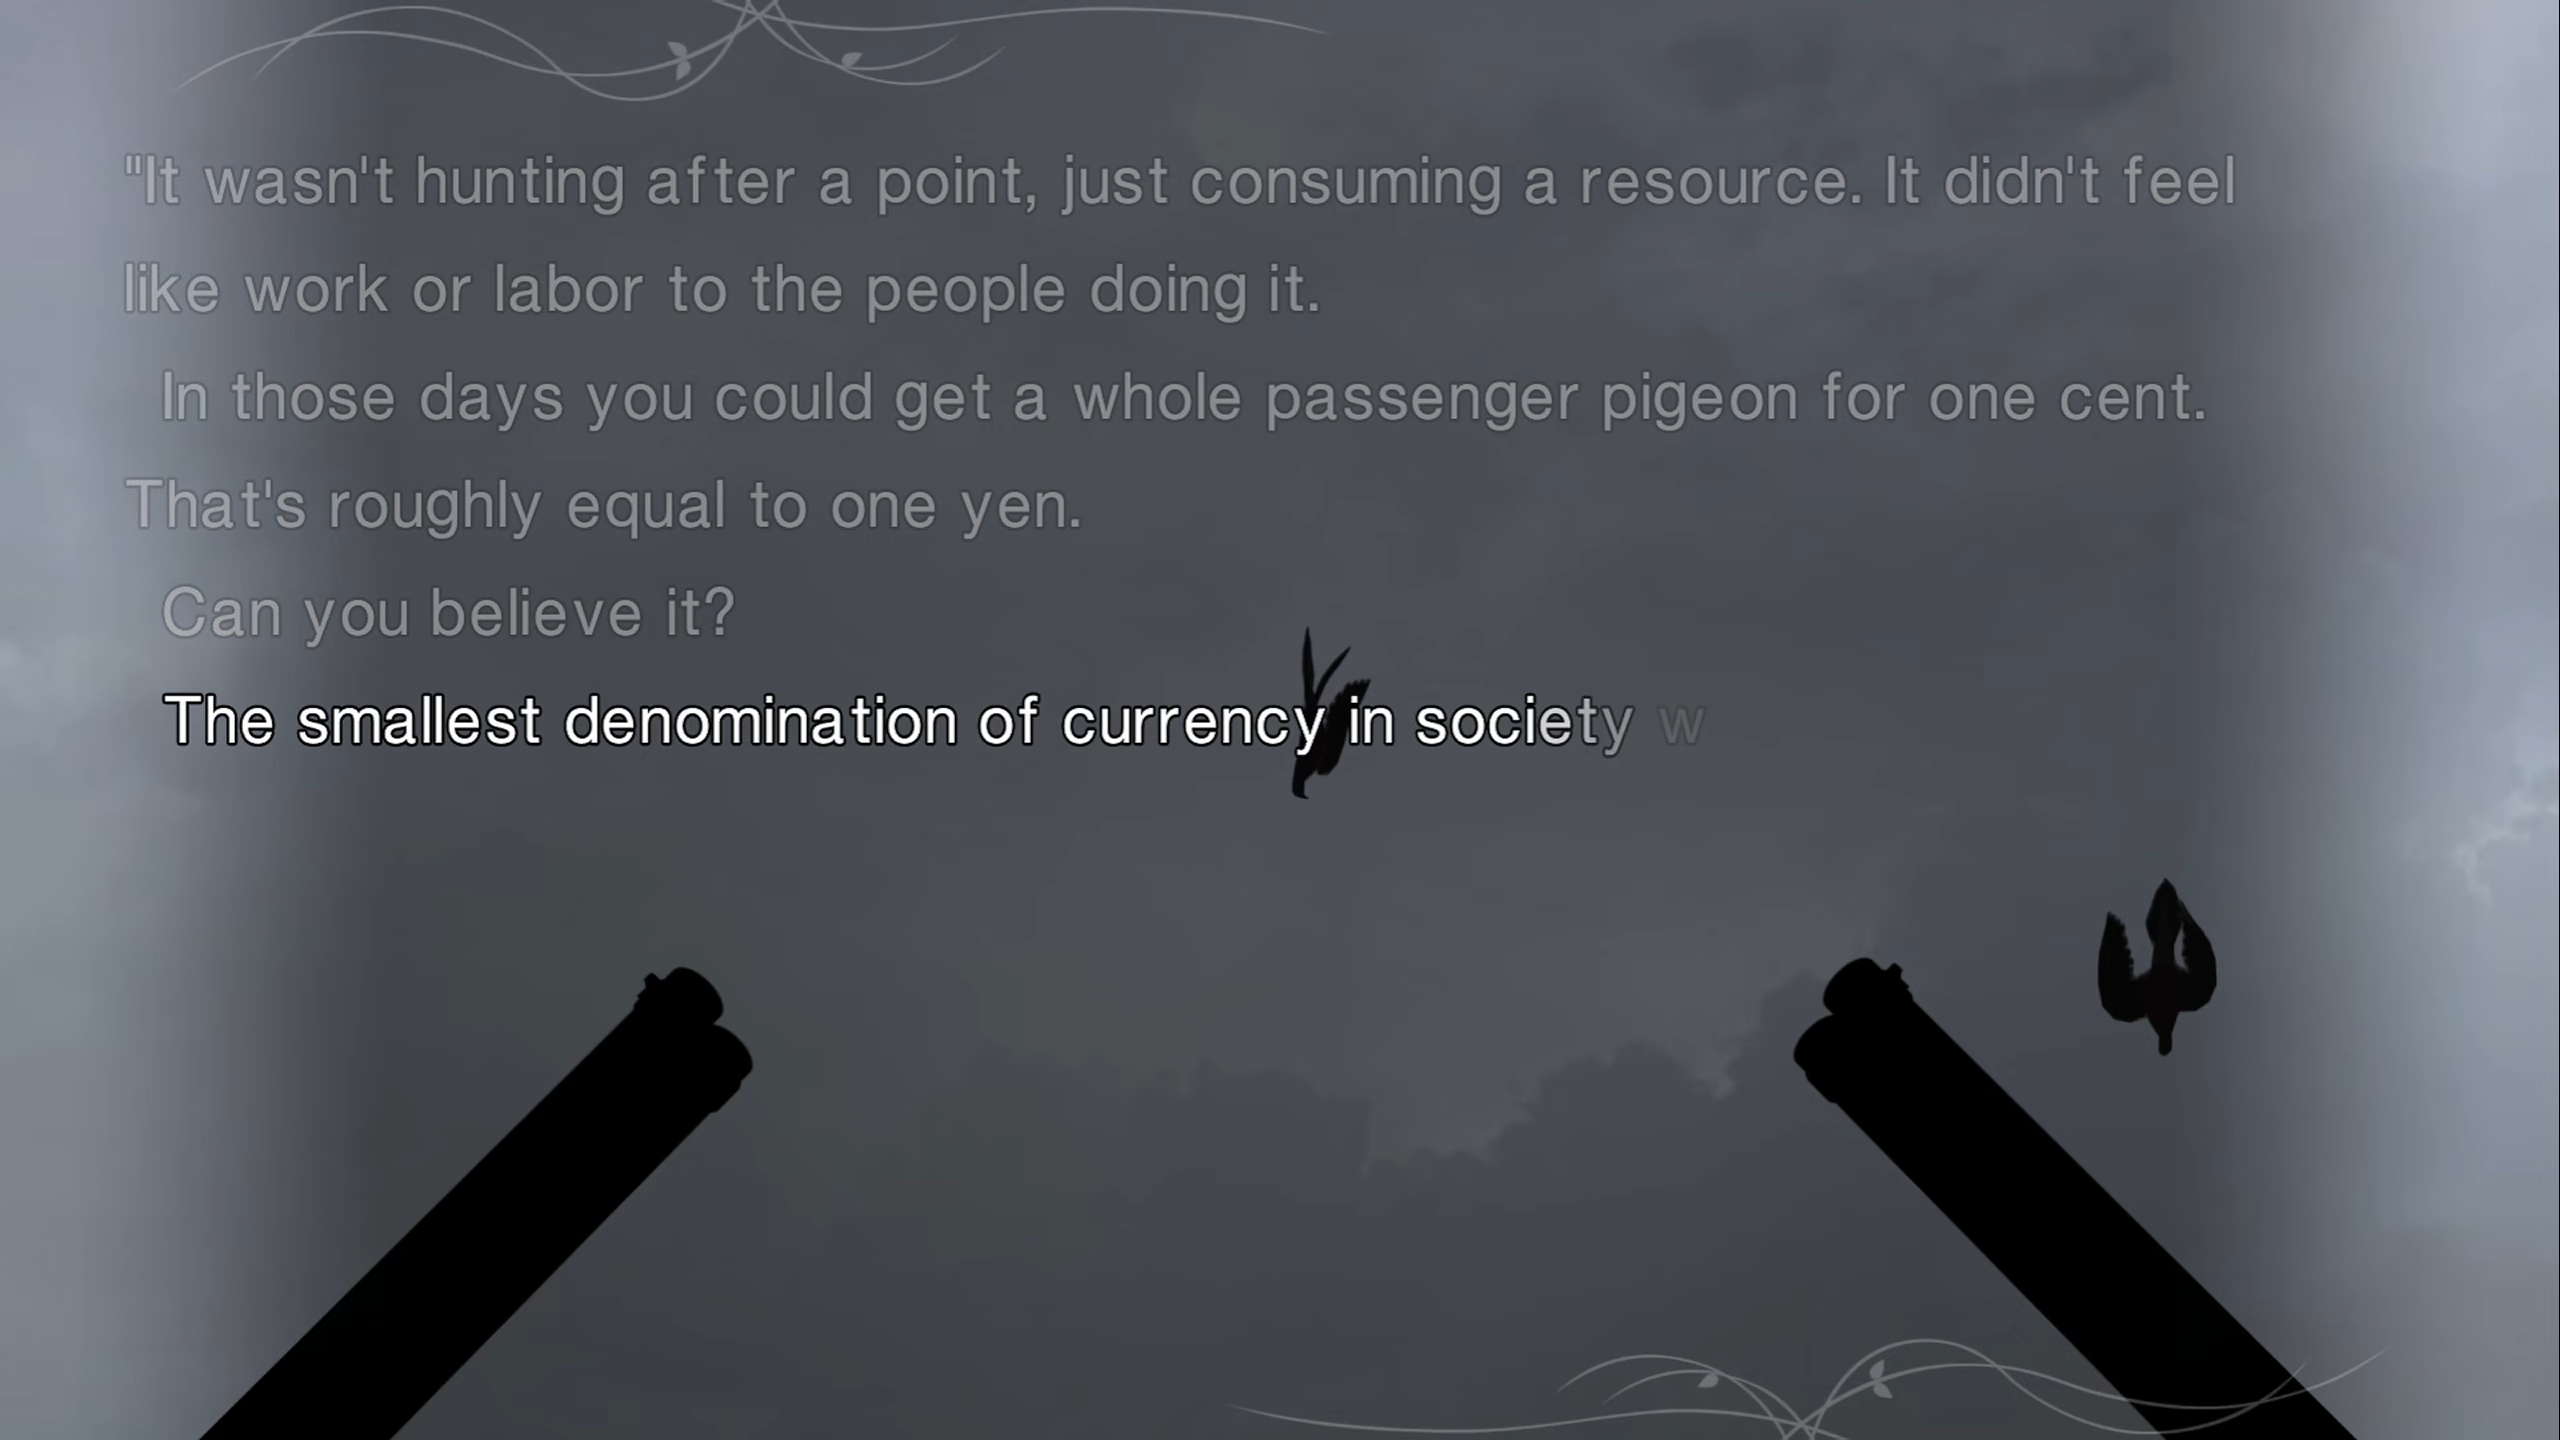 "It wasn't hunting after a point, just consuming a resource. It didn't feel
like work or labor to the people doing it.
In those days you could get a whole passenger pigeon for one cent.
That's roughly equal to one yen.
Can you believe it?
The smallest denomination of currency in society w